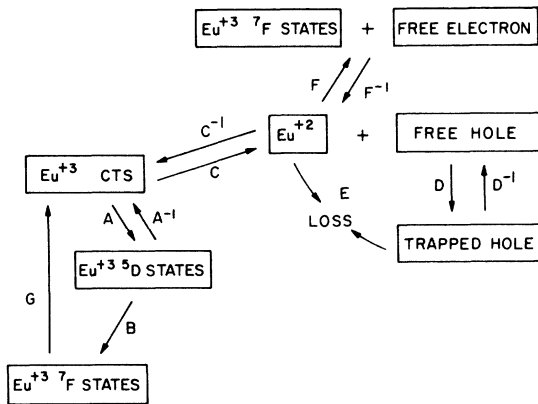 Eu+3 7F STATES + FREE ELECTRON
F F-1
C-1
Eu+2 + FREE HOLE
C
Eu+3 CTS
D D-1
E
A A-1
LOSS
TRAPPED HOLE
Eu+3 5D STATES
G
B
Eu+3 7F STATES